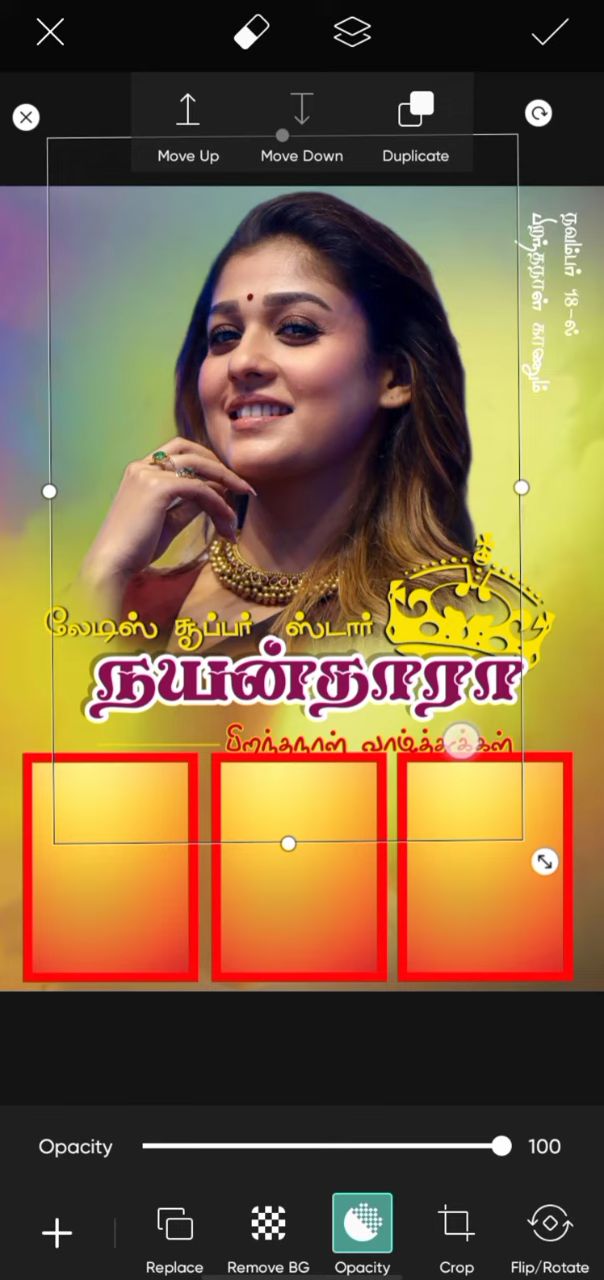 Move Up
Move Down
Duplicate
நவம்பர் 18-ல்
பிறந்தநாள் காணும்
லேடிஸ் சூப்பர் ஸ்டார்
நயன்தாரா
பிறந்தநாள் வாழ்த்துக்கள்
Opacity
100
Replace
Remove BG
Opacity
Crop
Flip/Rotate